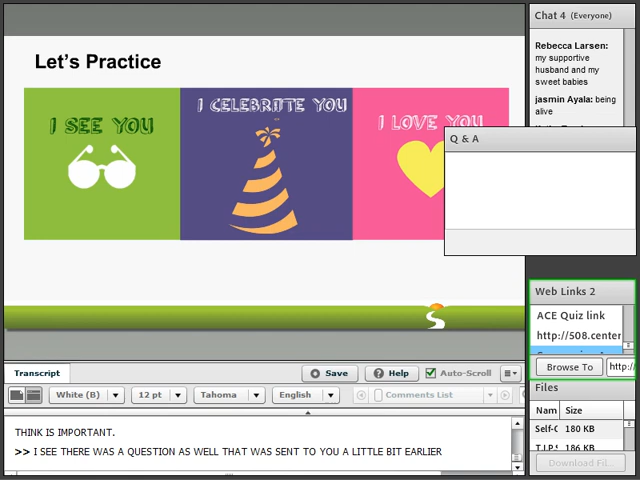 Let's Practice
I SEE YOU
I CELEBRATE YOU
I LOVE YOU
Chat 4 (Everyone)
Rebecca Larsen:
my supportive
husband and my
sweet babies
jasmin Ayala: being
alive
Q & A
Web Links 2
ACE Quiz link
http://508.center
Browse To
http:/
Files
Nam
Size
Self-C
180 KB
T.I.P.S
186 KB
Download Fil...
Transcript
Save
Help
Auto-Scroll
White (B)
12 pt
Tahoma
English
Comments List
THINK IS IMPORTANT.
>> I SEE THERE WAS A QUESTION AS WELL THAT WAS SENT TO YOU A LITTLE BIT EARLIER